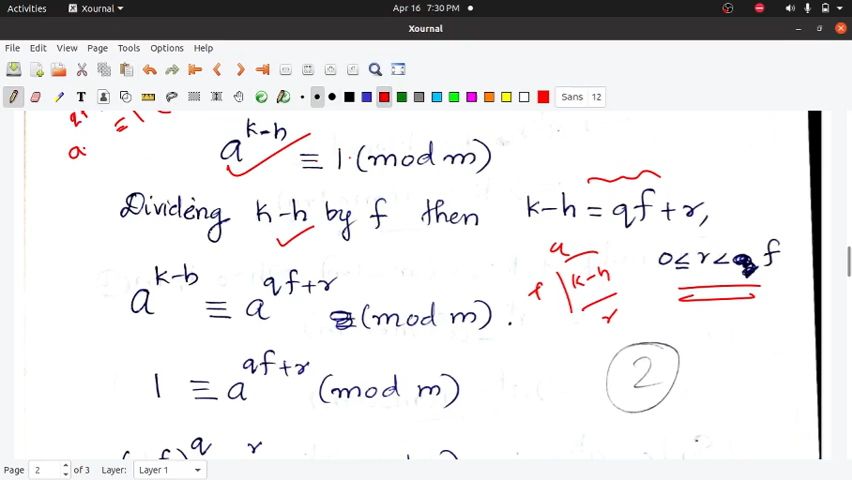 Activities Xournal Apr 16 7:30 PM
Xournal
File Edit View Page Tools Options Help
Sans 12
a^{k-h} ≡ 1 (mod m)
Dividing k-h by f then k-h = qf + r,
0 ≤ r < f
f k-h
r
a^{k-h} ≡ a^{qf+r} (mod m).
1 ≡ a^{qf+r} (mod m)
2
Page 2 of 3 Layer: Layer 1